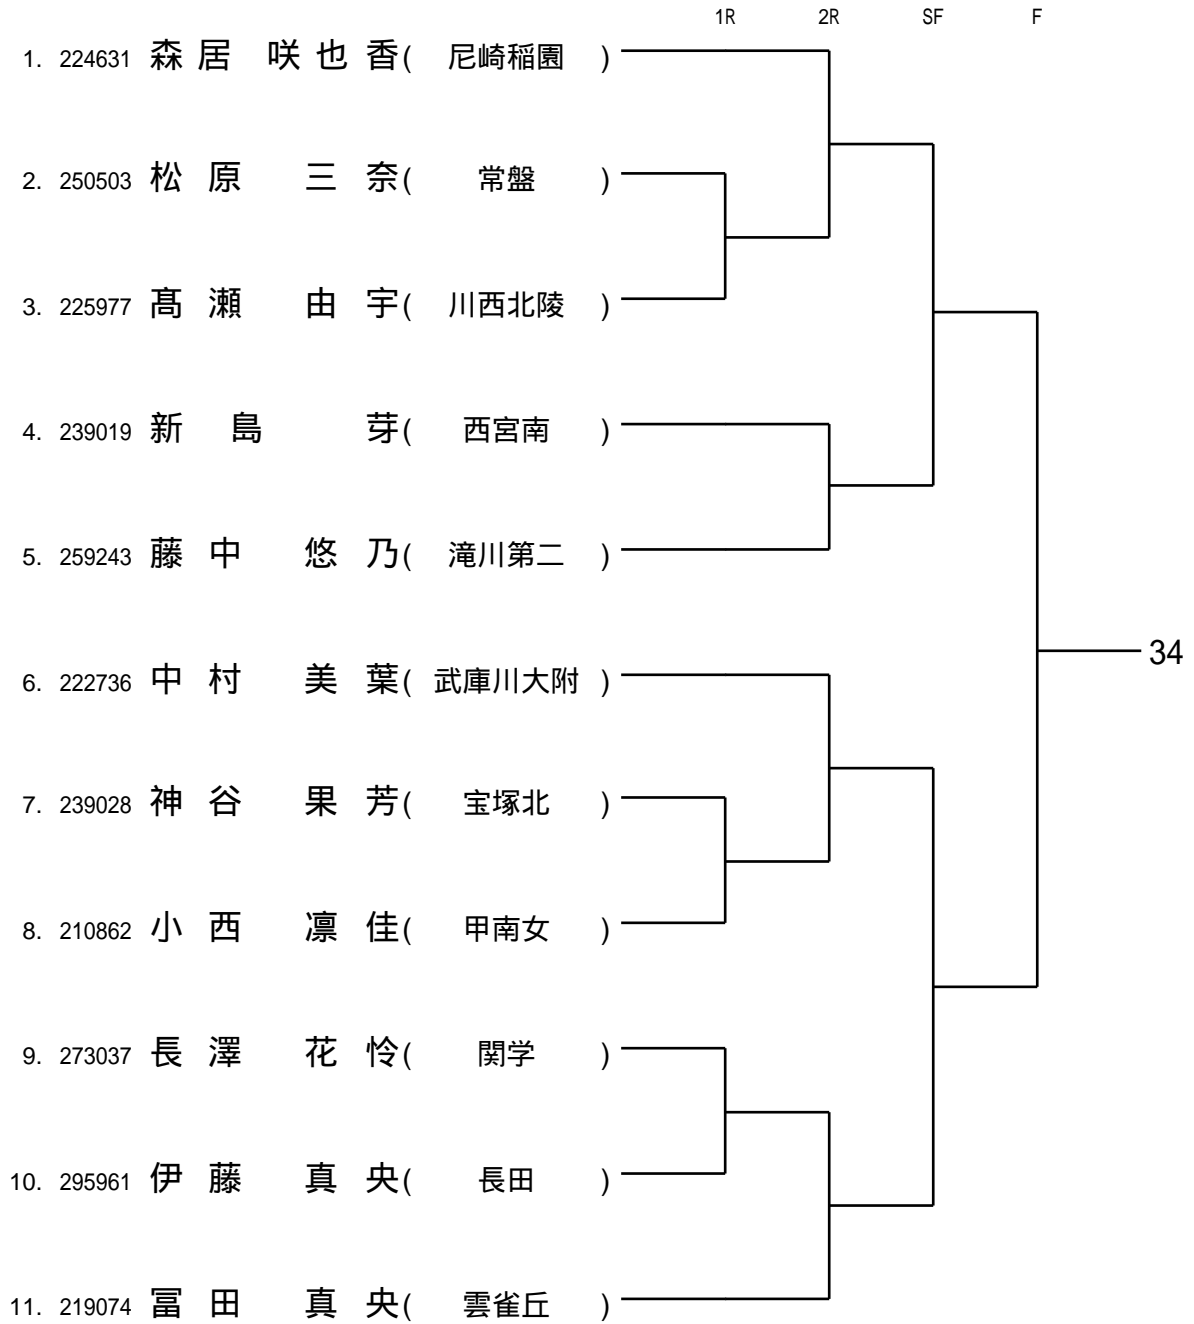 1R 2R SF F
1. 224631 森居 咲也香( 尼崎稲園 )
2. 250503 松原 三奈( 常盤 )
3. 225977 髙瀬 由宇( 川西北陵 )
4. 239019 新島 芽( 西宮南 )
5. 259243 藤中 悠乃( 滝川第二 )
6. 222736 中村 美葉( 武庫川大附 )
34
7. 239028 神谷 果芳( 宝塚北 )
8. 210862 小西 凛佳( 甲南女 )
9. 273037 長澤 花怜( 関学 )
10. 295961 伊藤 真央( 長田 )
11. 219074 冨田 真央( 雲雀丘 )